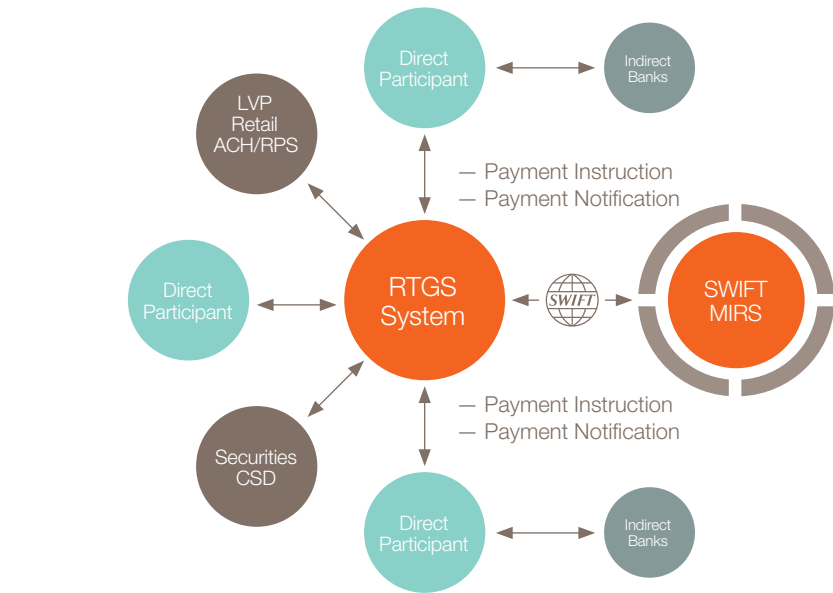 Direct
Participant
Indirect
Banks
LVP
Retail
ACH/RPS
— Payment Instruction
— Payment Notification
Direct
Participant
RTGS
System
SWIFT
SWIFT
MIRS
— Payment Instruction
— Payment Notification
Securities
CSD
Direct
Participant
Indirect
Banks